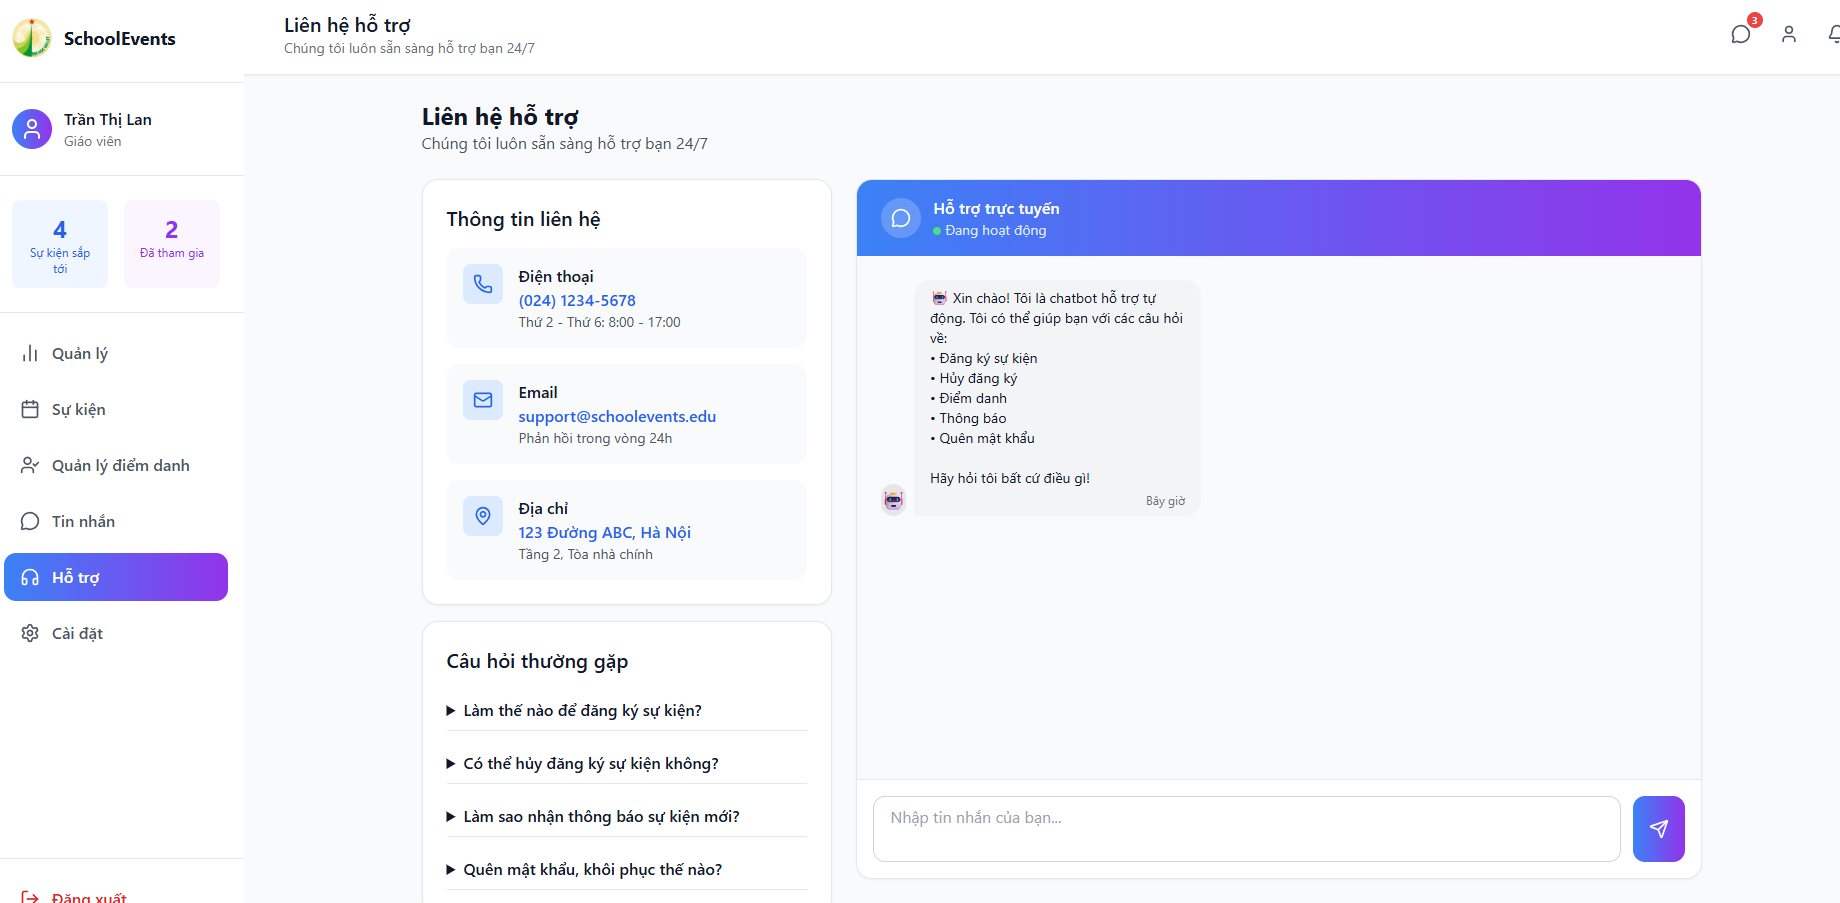 SchoolEvents
Trần Thị Lan
Giáo viên
4
Sự kiện sắp
tới
2
Đã tham gia
Quản lý
Sự kiện
Quản lý điểm danh
Tin nhắn
Hỗ trợ
Cài đặt
Đăng xuất
Liên hệ hỗ trợ
Chúng tôi luôn sẵn sàng hỗ trợ bạn 24/7
3
Liên hệ hỗ trợ
Chúng tôi luôn sẵn sàng hỗ trợ bạn 24/7
Thông tin liên hệ
Điện thoại
(024) 1234-5678
Thứ 2 - Thứ 6: 8:00 - 17:00
Email
support@schoolevents.edu
Phản hồi trong vòng 24h
Địa chỉ
123 Đường ABC, Hà Nội
Tầng 2, Tòa nhà chính
Câu hỏi thường gặp
Làm thế nào để đăng ký sự kiện?
Có thể hủy đăng ký sự kiện không?
Làm sao nhận thông báo sự kiện mới?
Quên mật khẩu, khôi phục thế nào?
Hỗ trợ trực tuyến
Đang hoạt động
Xin chào! Tôi là chatbot hỗ trợ tự
động. Tôi có thể giúp bạn với các câu hỏi
về:
• Đăng ký sự kiện
• Hủy đăng ký
• Điểm danh
• Thông báo
• Quên mật khẩu
Hãy hỏi tôi bất cứ điều gì!
Bây giờ
Nhập tin nhắn của bạn...